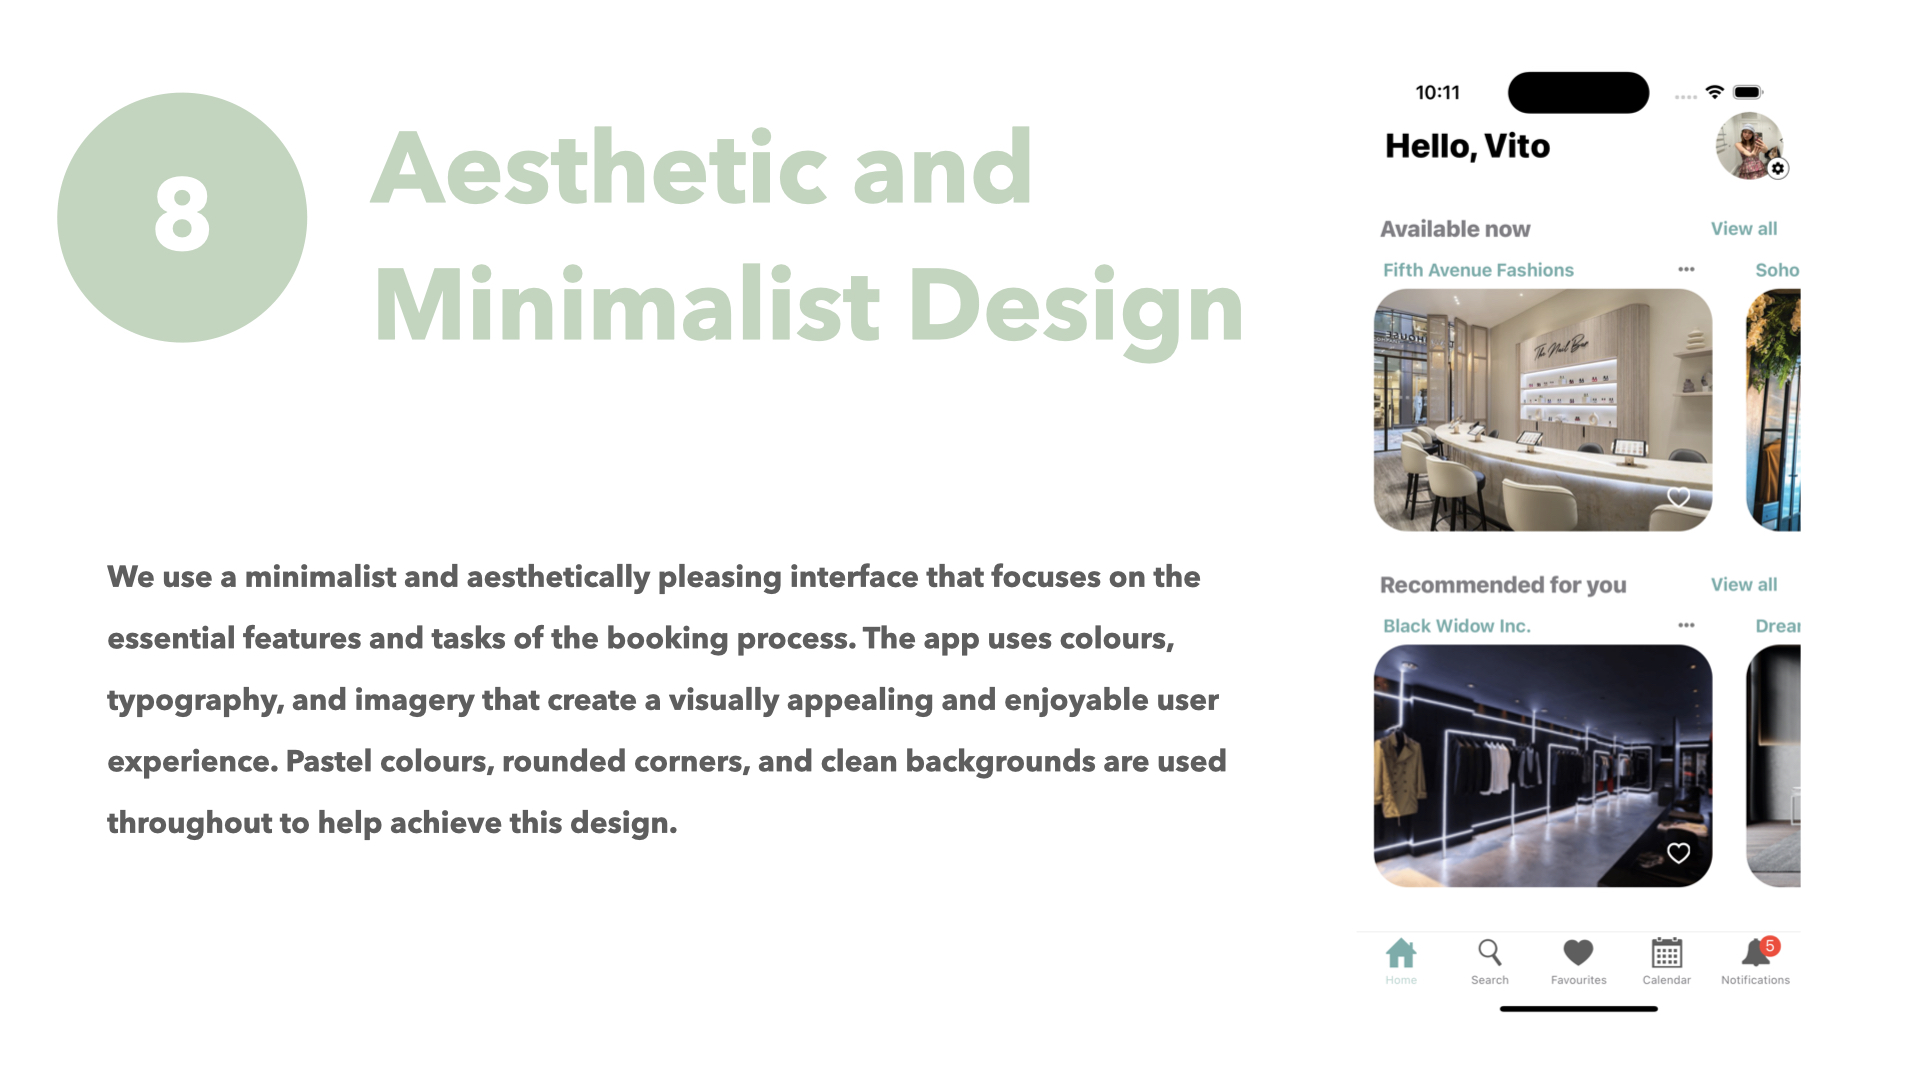 8
Aesthetic and
Minimalist Design
We use a minimalist and aesthetically pleasing interface that focuses on the
essential features and tasks of the booking process. The app uses colours,
typography, and imagery that create a visually appealing and enjoyable user
experience. Pastel colours, rounded corners, and clean backgrounds are used
throughout to help achieve this design.
10:11
Hello, Vito
Available now View all
Fifth Avenue Fashions ••• Soho
The Nail Bar
Recommended for you View all
Black Widow Inc. ••• Drea
5
Home Search Favourites Calendar Notifications